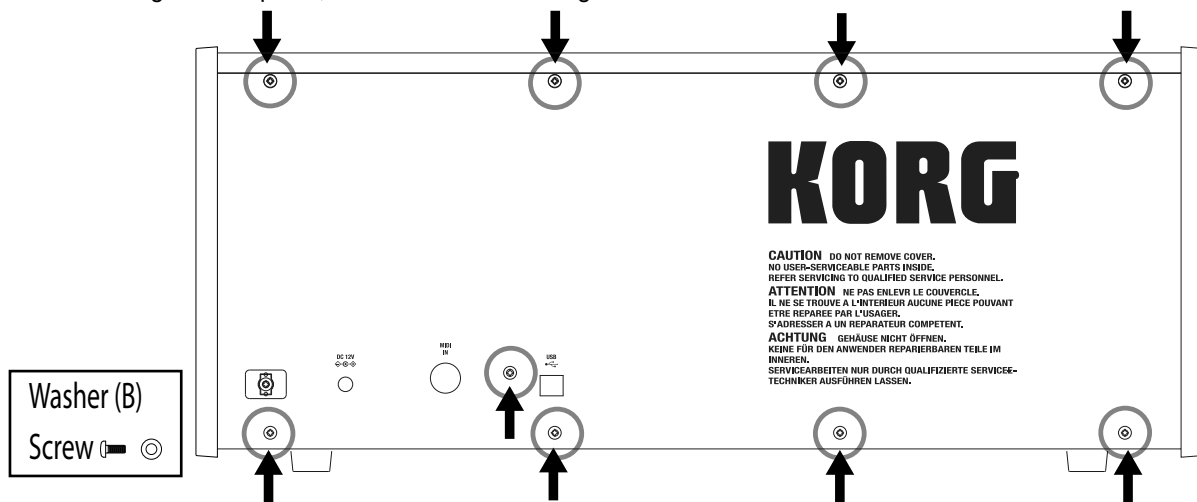 DC 12V
MIDI
IN
USB
KORG
CAUTION DO NOT REMOVE COVER.
NO USER-SERVICEABLE PARTS INSIDE.
REFER SERVICING TO QUALIFIED SERVICE PERSONNEL.
ATTENTION NE PAS ENLEVR LE COUVERCLE.
IL NE SE TROUVE A L'INTERIEUR AUCUNE PIECE POUVANT
ETRE REPAREE PAR L'USAGER.
S'ADRESSER A UN REPARATEUR COMPETENT.
ACHTUNG GEHÄUSE NICHT ÖFFNEN.
KEINE FÜR DEN ANWENDER REPARIERBAREN TEILE IM
INNEREN.
SERVICEARBEITEN NUR DURCH QUALIFIZIERTE SERVICE-
TECHNIKER AUSFÜHREN LASSEN.
Washer (B)
Screw